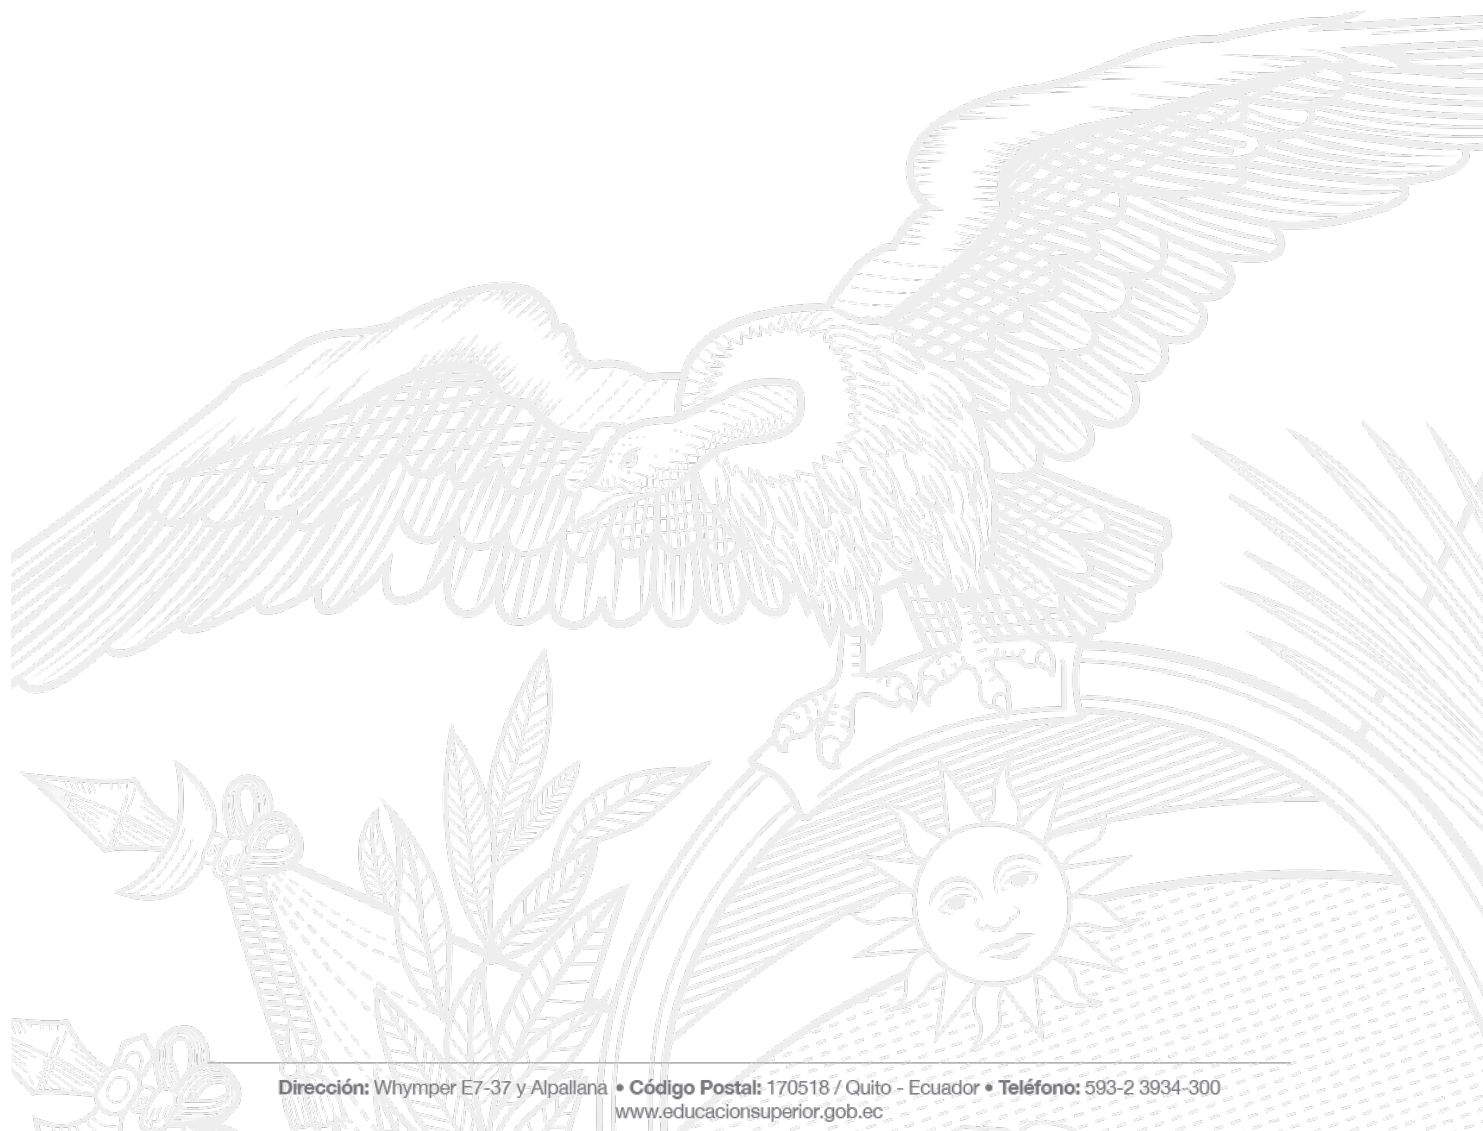 Dirección: Whymper E7-37 y Alpallana • Código Postal: 170518 / Quito - Ecuador • Teléfono: 593-2 3934-300
www.educacionsuperior.gob.ec